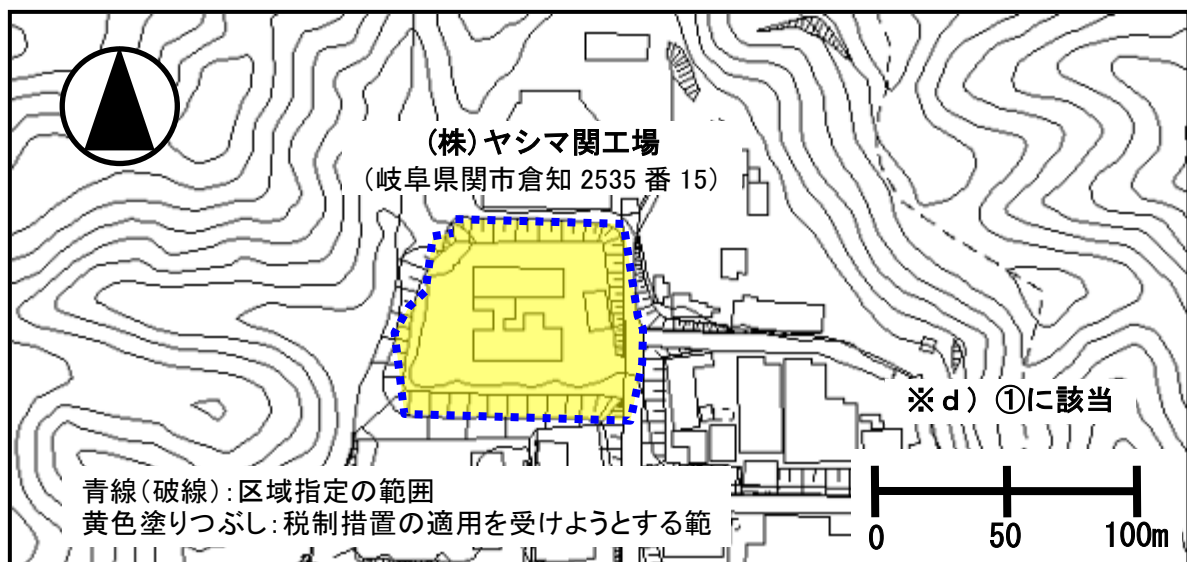 (株)ヤシマ関工場
(岐阜県関市倉知 2535 番 15)
※d) ①に該当
青線(破線):区域指定の範囲
黄色塗りつぶし:税制措置の適用を受けようとする範
0 50 100m